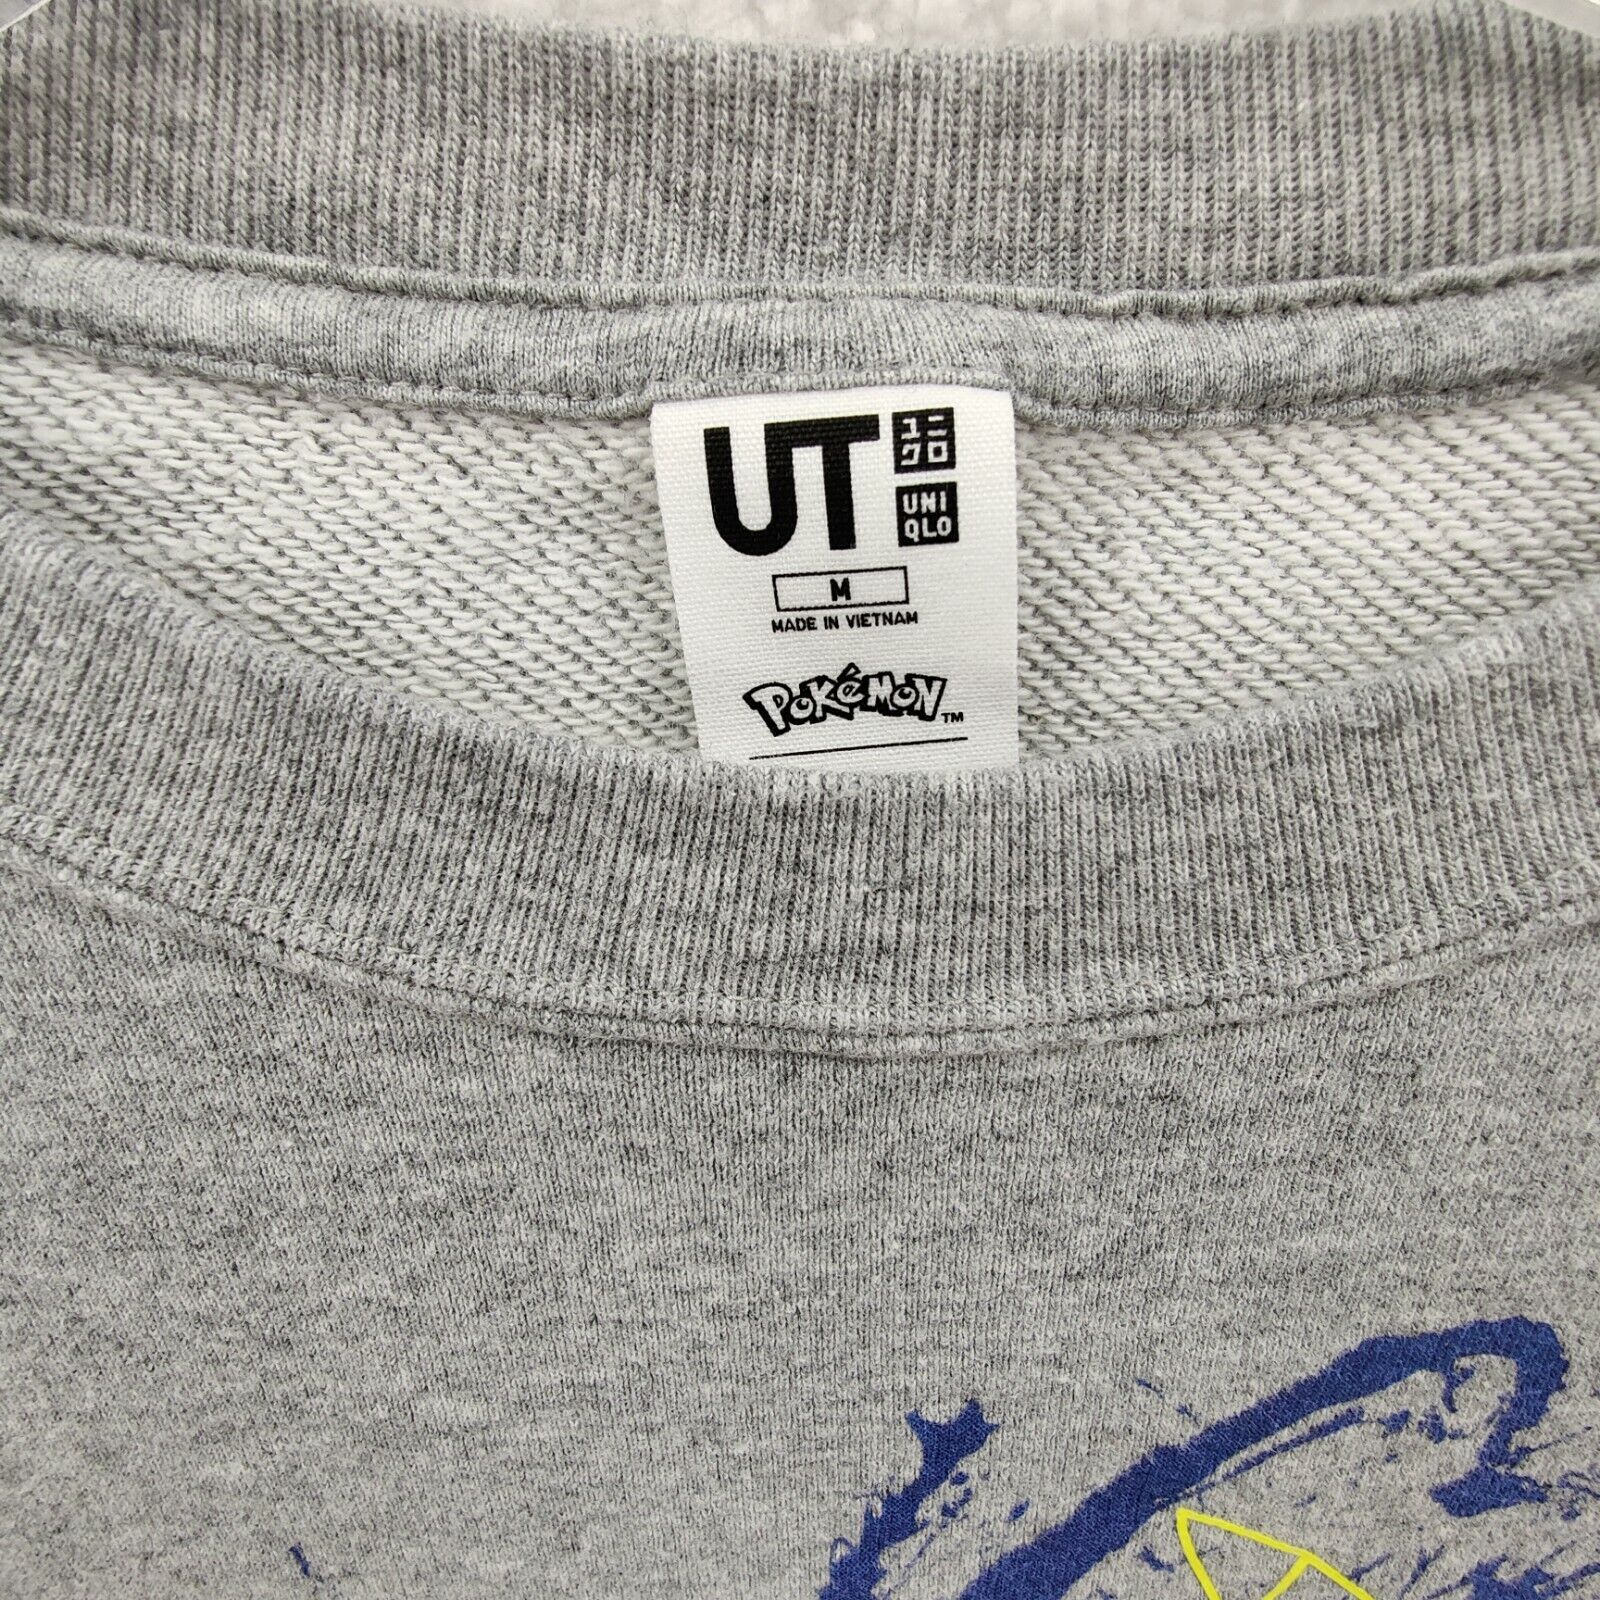 UT
ユニ
クロ
UNI
QLO
M
MADE IN VIETNAM
POKéMON™